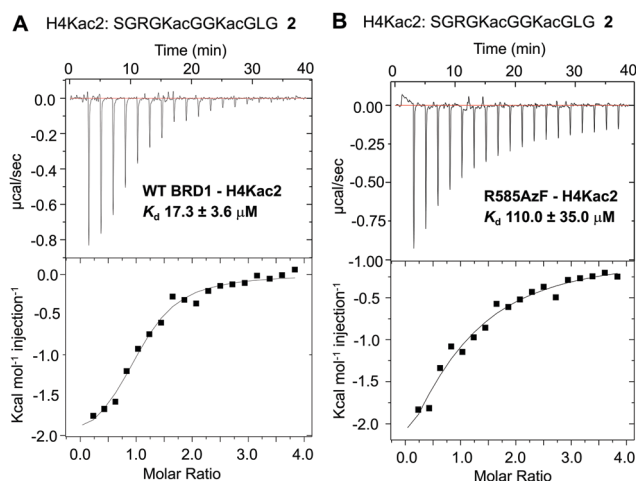 A H4Kac2: SGRGKacGGKacGLG 2
Time (min)
0 10 20 30 40
0.0
-0.2
-0.4
-0.6
-0.8
µcal/sec
WT BRD1 - H4Kac2
Kd 17.3 ± 3.6 µM
0.0
-0.5
-1.0
-1.5
-2.0
Kcal mol-1 injection-1
0.0 1.0 2.0 3.0 4.0
Molar Ratio
B H4Kac2: SGRGKacGGKacGLG 2
Time (min)
0 10 20 30 40
0.00
-0.25
-0.50
-0.75
-1.00
µcal/sec
R585AzF - H4Kac2
Kd 110.0 ± 35.0 µM
-0.5
-1.0
-1.5
-2.0
Kcal mol-1 injection-1
0.0 1.0 2.0 3.0 4.0
Molar Ratio